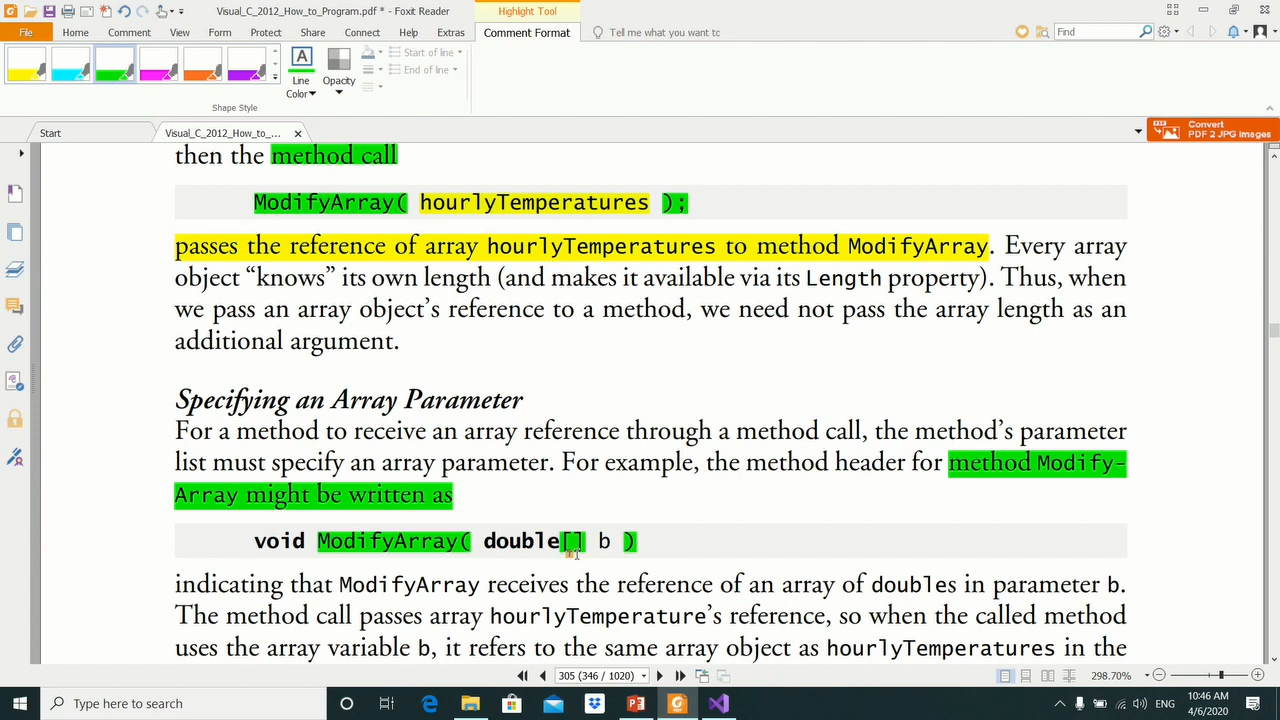 Visual_C_2012_How_to_Program.pdf * - Foxit Reader
Highlight Tool
File Home Comment View Form Protect Share Connect Help Extras Comment Format Tell me what you want tc Find
Start of line
End of line
Line Color
Opacity
Shape Style
Start
Visual_C_2012_How_to_...
Convert
PDF 2 JPG Images
then the method call
ModifyArray( hourlyTemperatures );
passes the reference of array hourlyTemperatures to method ModifyArray. Every array
object “knows” its own length (and makes it available via its Length property). Thus, when
we pass an array object’s reference to a method, we need not pass the array length as an
additional argument.
Specifying an Array Parameter
For a method to receive an array reference through a method call, the method’s parameter
list must specify an array parameter. For example, the method header for method Modify-
Array might be written as
void ModifyArray( double[] b )
indicating that ModifyArray receives the reference of an array of doubles in parameter b.
The method call passes array hourlyTemperature’s reference, so when the called method
uses the array variable b, it refers to the same array object as hourlyTemperatures in the
305 (346 / 1020)
298.70%
Type here to search
ENG
10:46 AM
4/6/2020